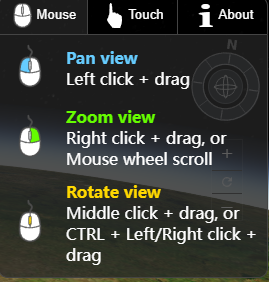 Mouse Touch About
N
Pan view
Left click + drag
Zoom view
Right click + drag, or
Mouse wheel scroll
Rotate view
Middle click + drag, or
CTRL + Left/Right click +
drag